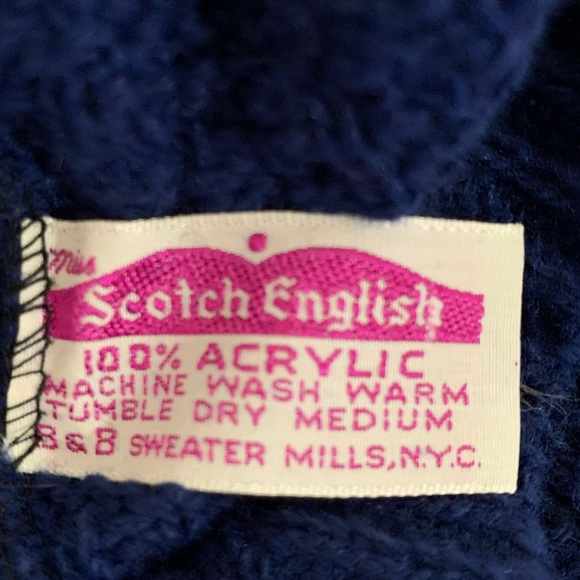 Miss
Scotch English
100% ACRYLIC
MACHINE WASH WARM
TUMBLE DRY MEDIUM
B & B SWEATER MILLS, N.Y.C.